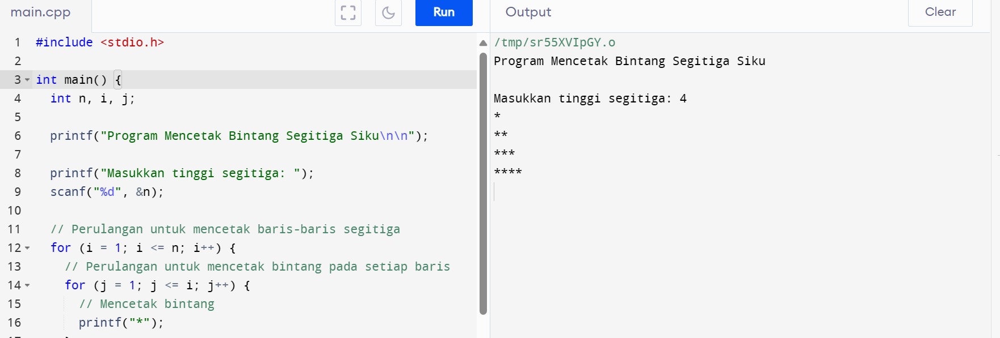 main.cpp
Run
1 #include <stdio.h>
2
3 int main() {
4 int n, i, j;
5
6 printf("Program Mencetak Bintang Segitiga Siku\n\n");
7
8 printf("Masukkan tinggi segitiga: ");
9 scanf("%d", &n);
10
11 // Perulangan untuk mencetak baris-baris segitiga
12 for (i = 1; i <= n; i++) {
13 // Perulangan untuk mencetak bintang pada setiap baris
14 for (j = 1; j <= i; j++) {
15 // Mencetak bintang
16 printf("*");
Output
Clear
/tmp/sr55XVIpGY.o
Program Mencetak Bintang Segitiga Siku
Masukkan tinggi segitiga: 4
*
**
***
****